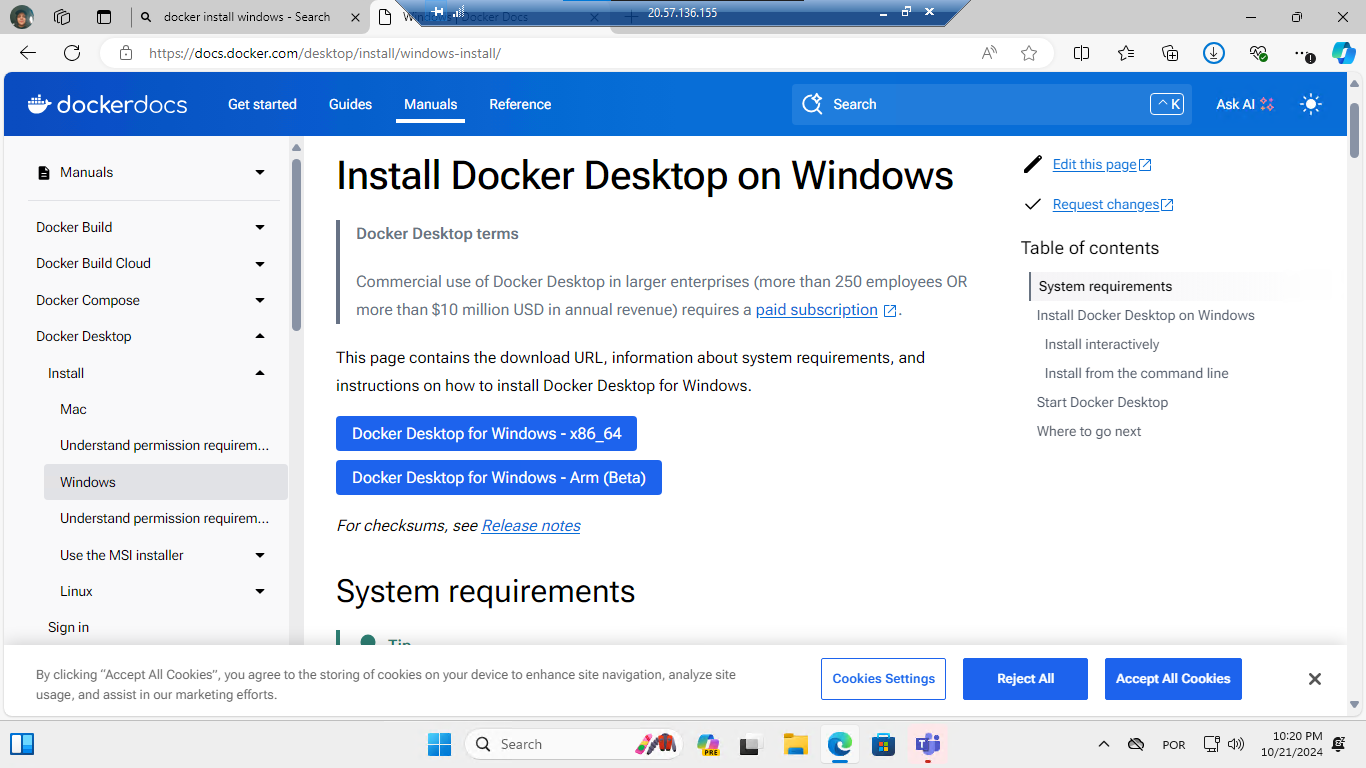 docker install windows - Search
Windows | Docker Docs
20.57.136.155
https://docs.docker.com/desktop/install/windows-install/
dockerdocs
Get started
Guides
Manuals
Reference
Search
^ K
Ask AI
Manuals
Docker Build
Docker Build Cloud
Docker Compose
Docker Desktop
Install
Mac
Understand permission requirem...
Windows
Understand permission requirem...
Use the MSI installer
Linux
Sign in
Install Docker Desktop on Windows
Docker Desktop terms
Commercial use of Docker Desktop in larger enterprises (more than 250 employees OR
more than $10 million USD in annual revenue) requires a paid subscription.
This page contains the download URL, information about system requirements, and
instructions on how to install Docker Desktop for Windows.
Docker Desktop for Windows - x86_64
Docker Desktop for Windows - Arm (Beta)
For checksums, see Release notes
System requirements
Tip
Edit this page
Request changes
Table of contents
System requirements
Install Docker Desktop on Windows
Install interactively
Install from the command line
Start Docker Desktop
Where to go next
By clicking “Accept All Cookies”, you agree to the storing of cookies on your device to enhance site navigation, analyze site
usage, and assist in our marketing efforts.
Cookies Settings
Reject All
Accept All Cookies
Search
PRE
POR
10:20 PM
10/21/2024